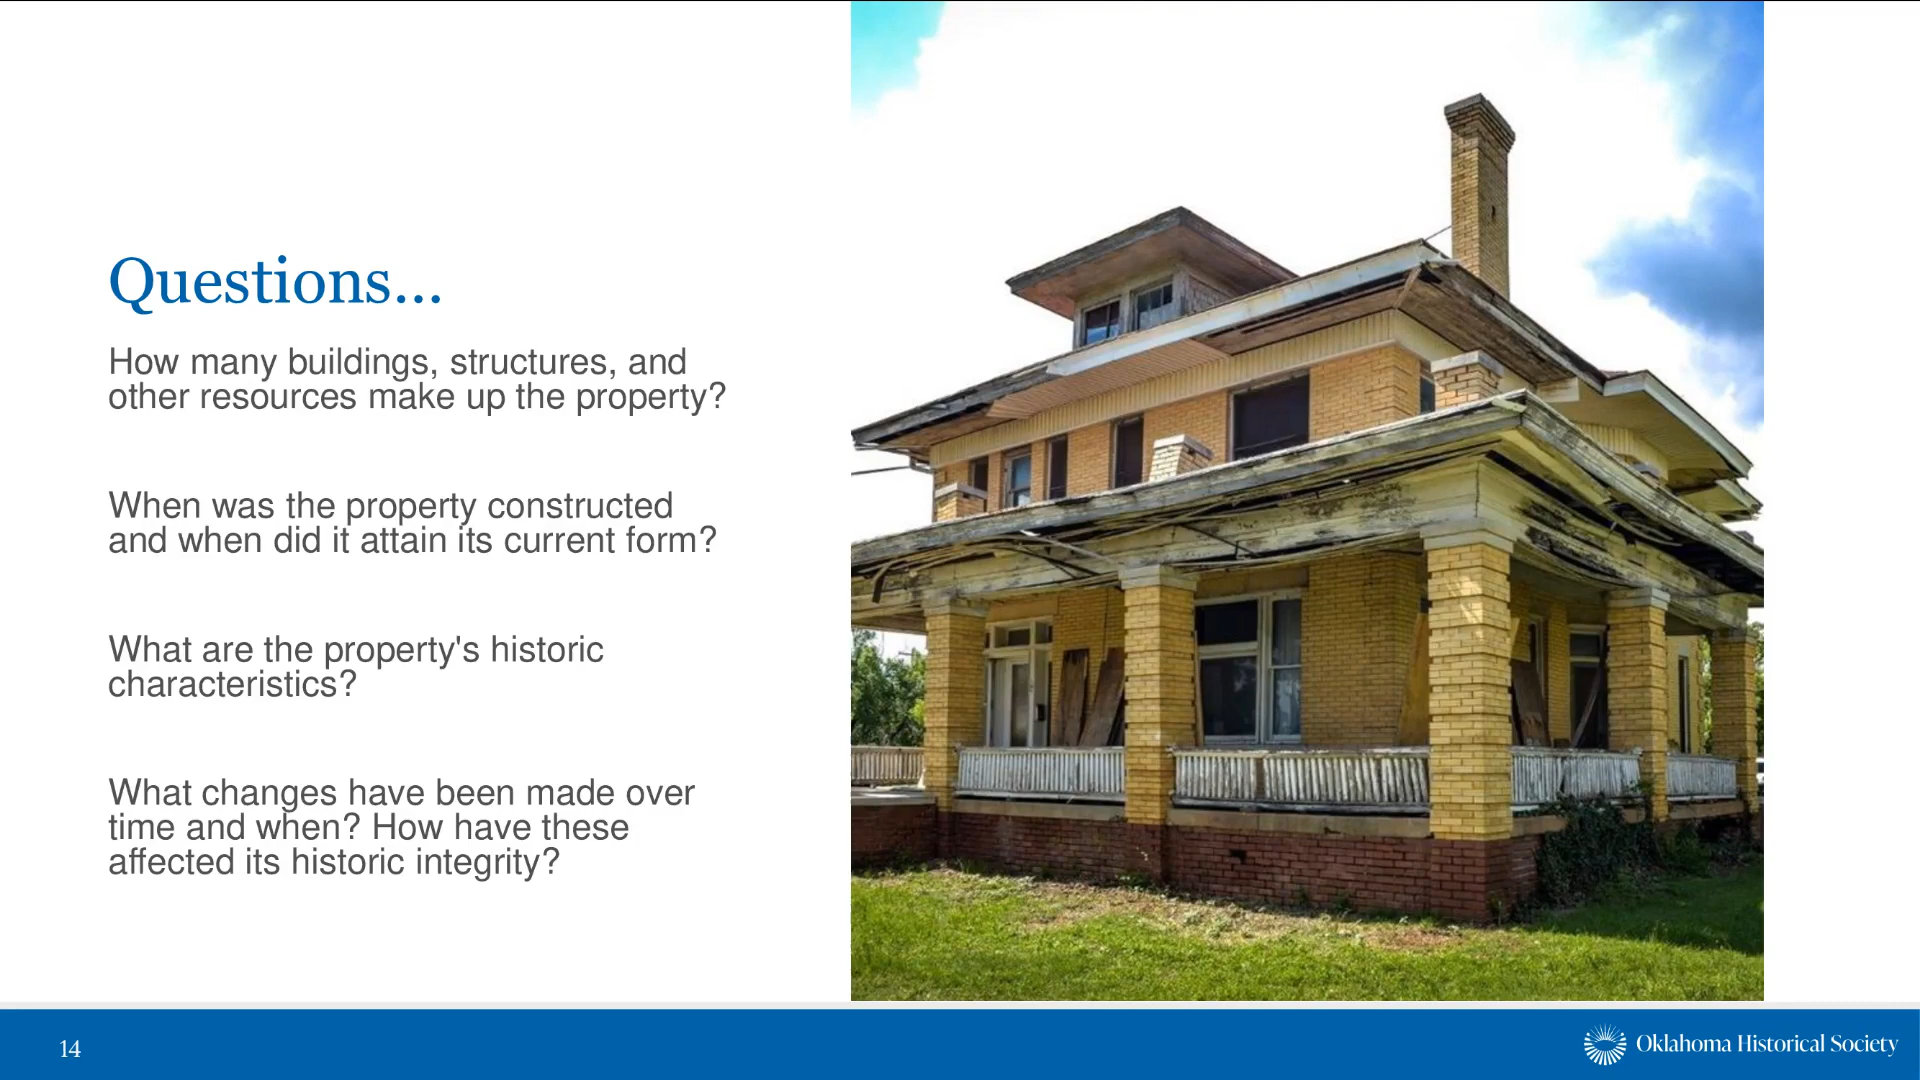 Questions...
How many buildings, structures, and
other resources make up the property?
When was the property constructed
and when did it attain its current form?
What are the property's historic
characteristics?
What changes have been made over
time and when? How have these
affected its historic integrity?
14
Oklahoma Historical Society